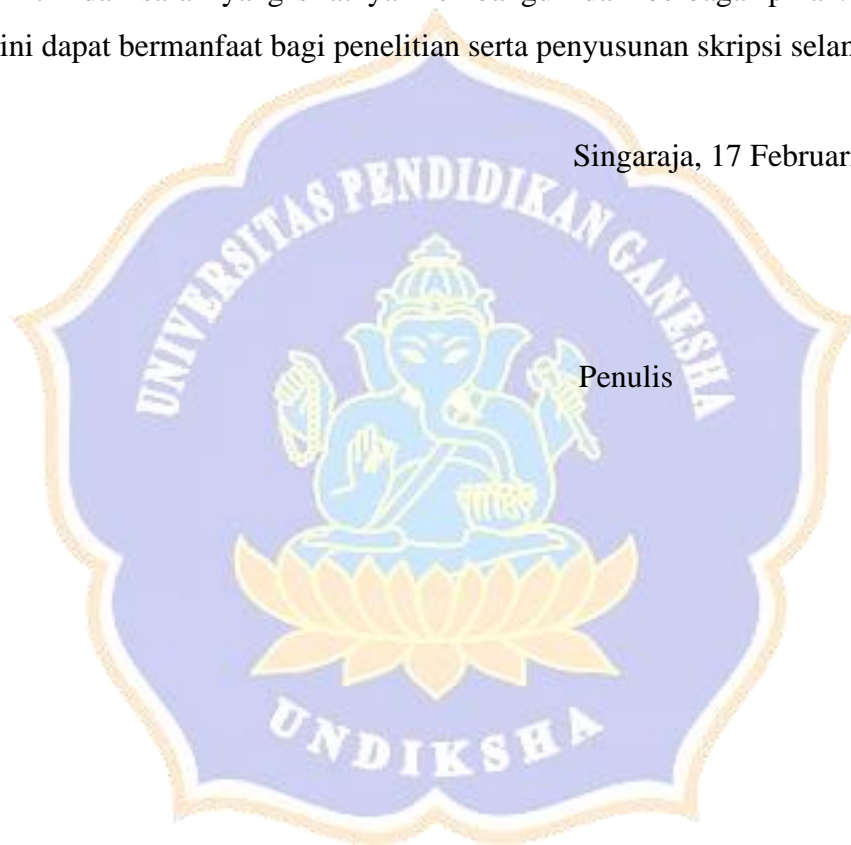 ini dapat bermanfaat bagi penelitian serta penyusunan skripsi
Singaraja, 17
UNIVERSITAS PENDIDIKAN GANESHA
Penulis
UNDIKSHA